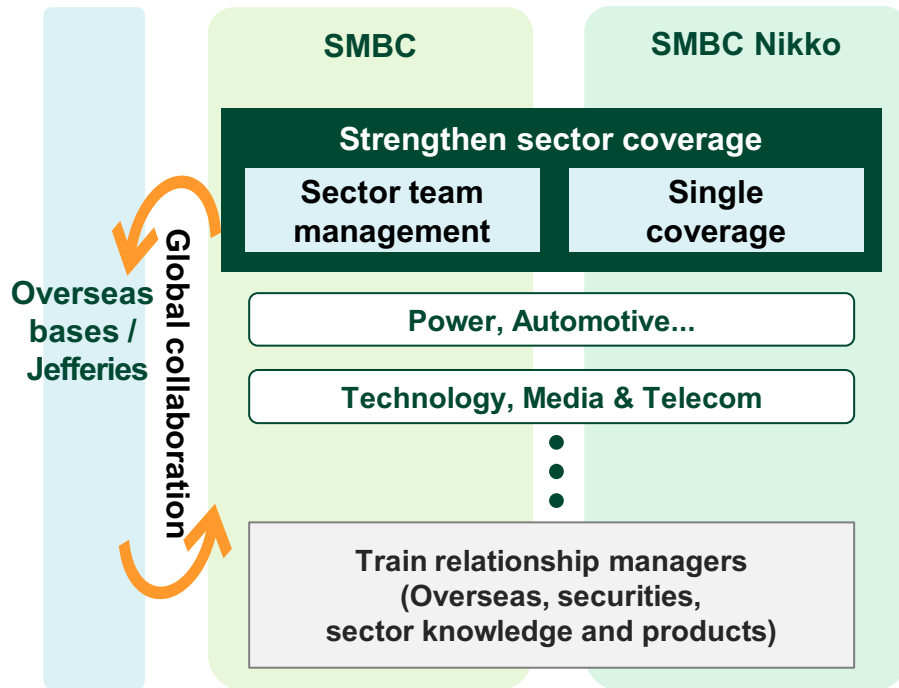 SMBC
SMBC Nikko
Strengthen sector coverage
Sector team
management
Single
coverage
Global collaboration
Overseas
bases /
Jefferies
Power, Automotive...
Technology, Media & Telecom
Train relationship managers
(Overseas, securities,
sector knowledge and products)